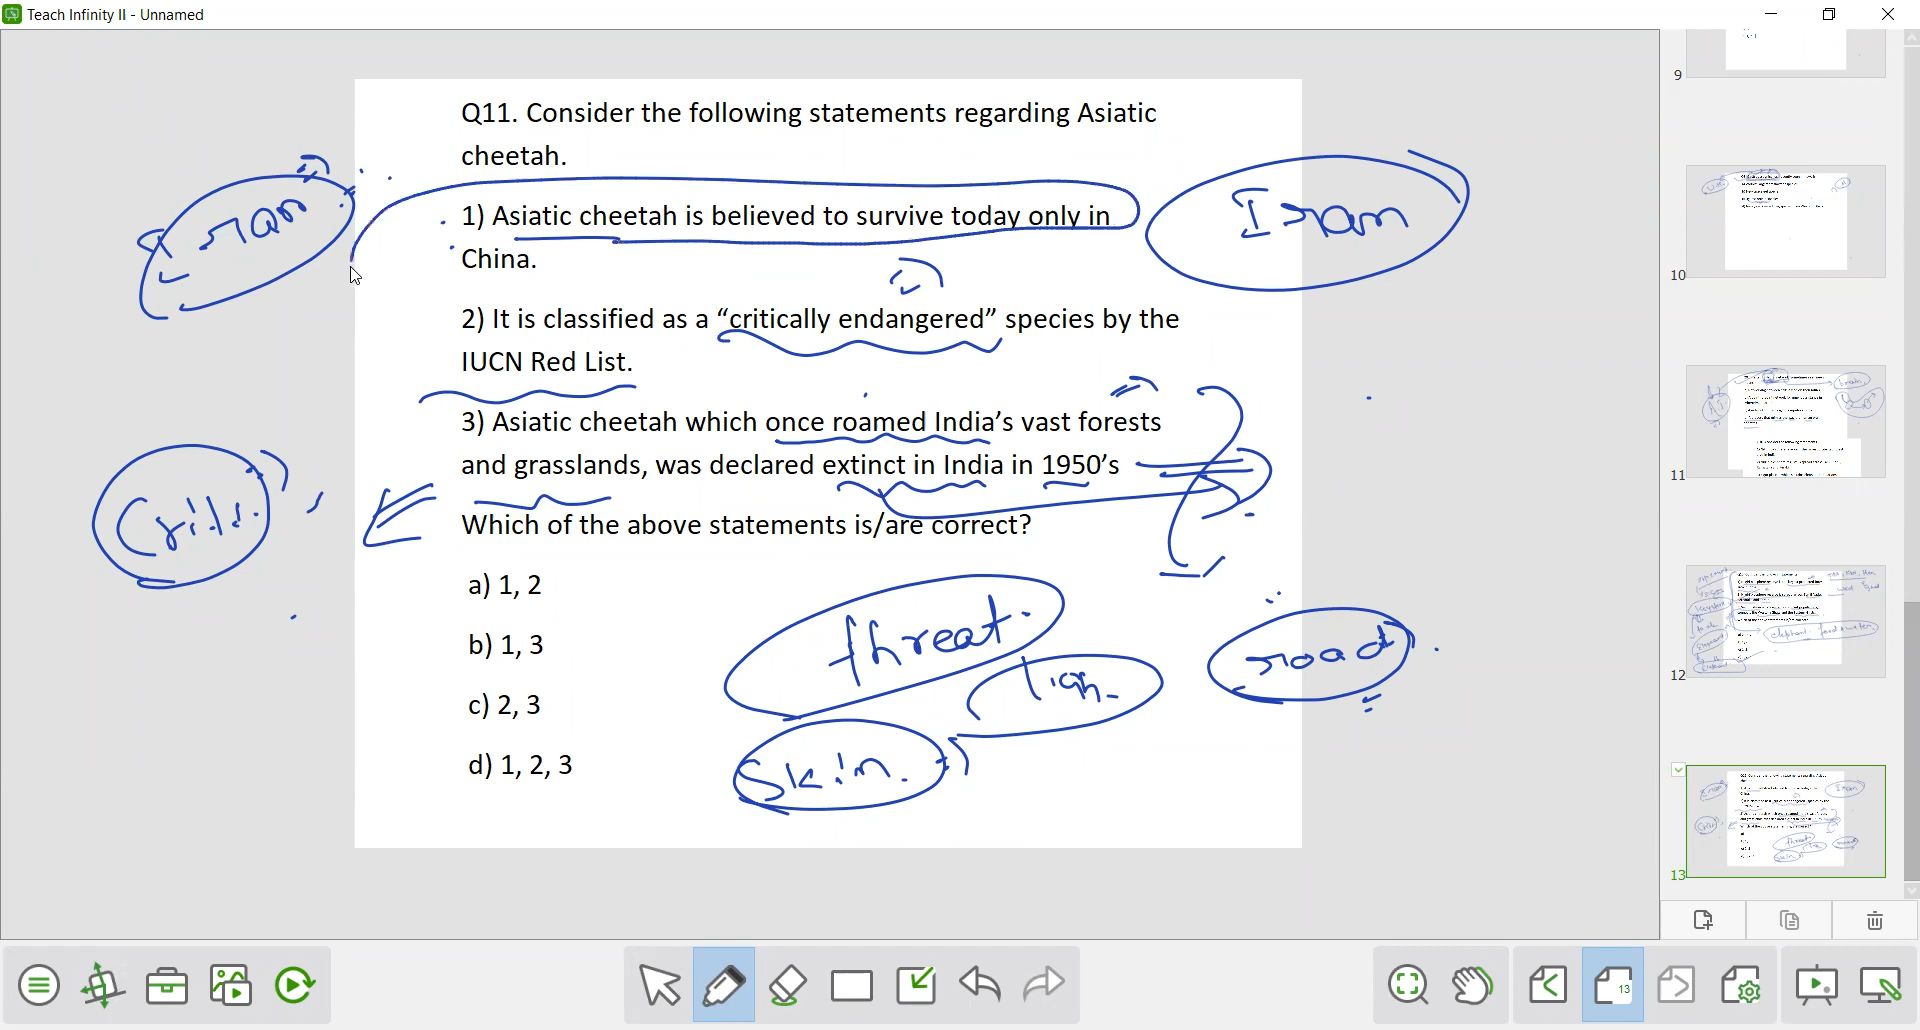 Teach Infinity II - Unnamed
Q11. Consider the following statements regarding Asiatic
cheetah.
1) Asiatic cheetah is believed to survive today only in
China.
Iran
Iran
2) It is classified as a “critically endangered” species by the
IUCN Red List.
3) Asiatic cheetah which once roamed India’s vast forests
and grasslands, was declared extinct in India in 1950’s
Which of the above statements is/are correct?
a) 1, 2
b) 1, 3
c) 2, 3
d) 1, 2, 3
threat
road
skin
9
10
11
12
13
13